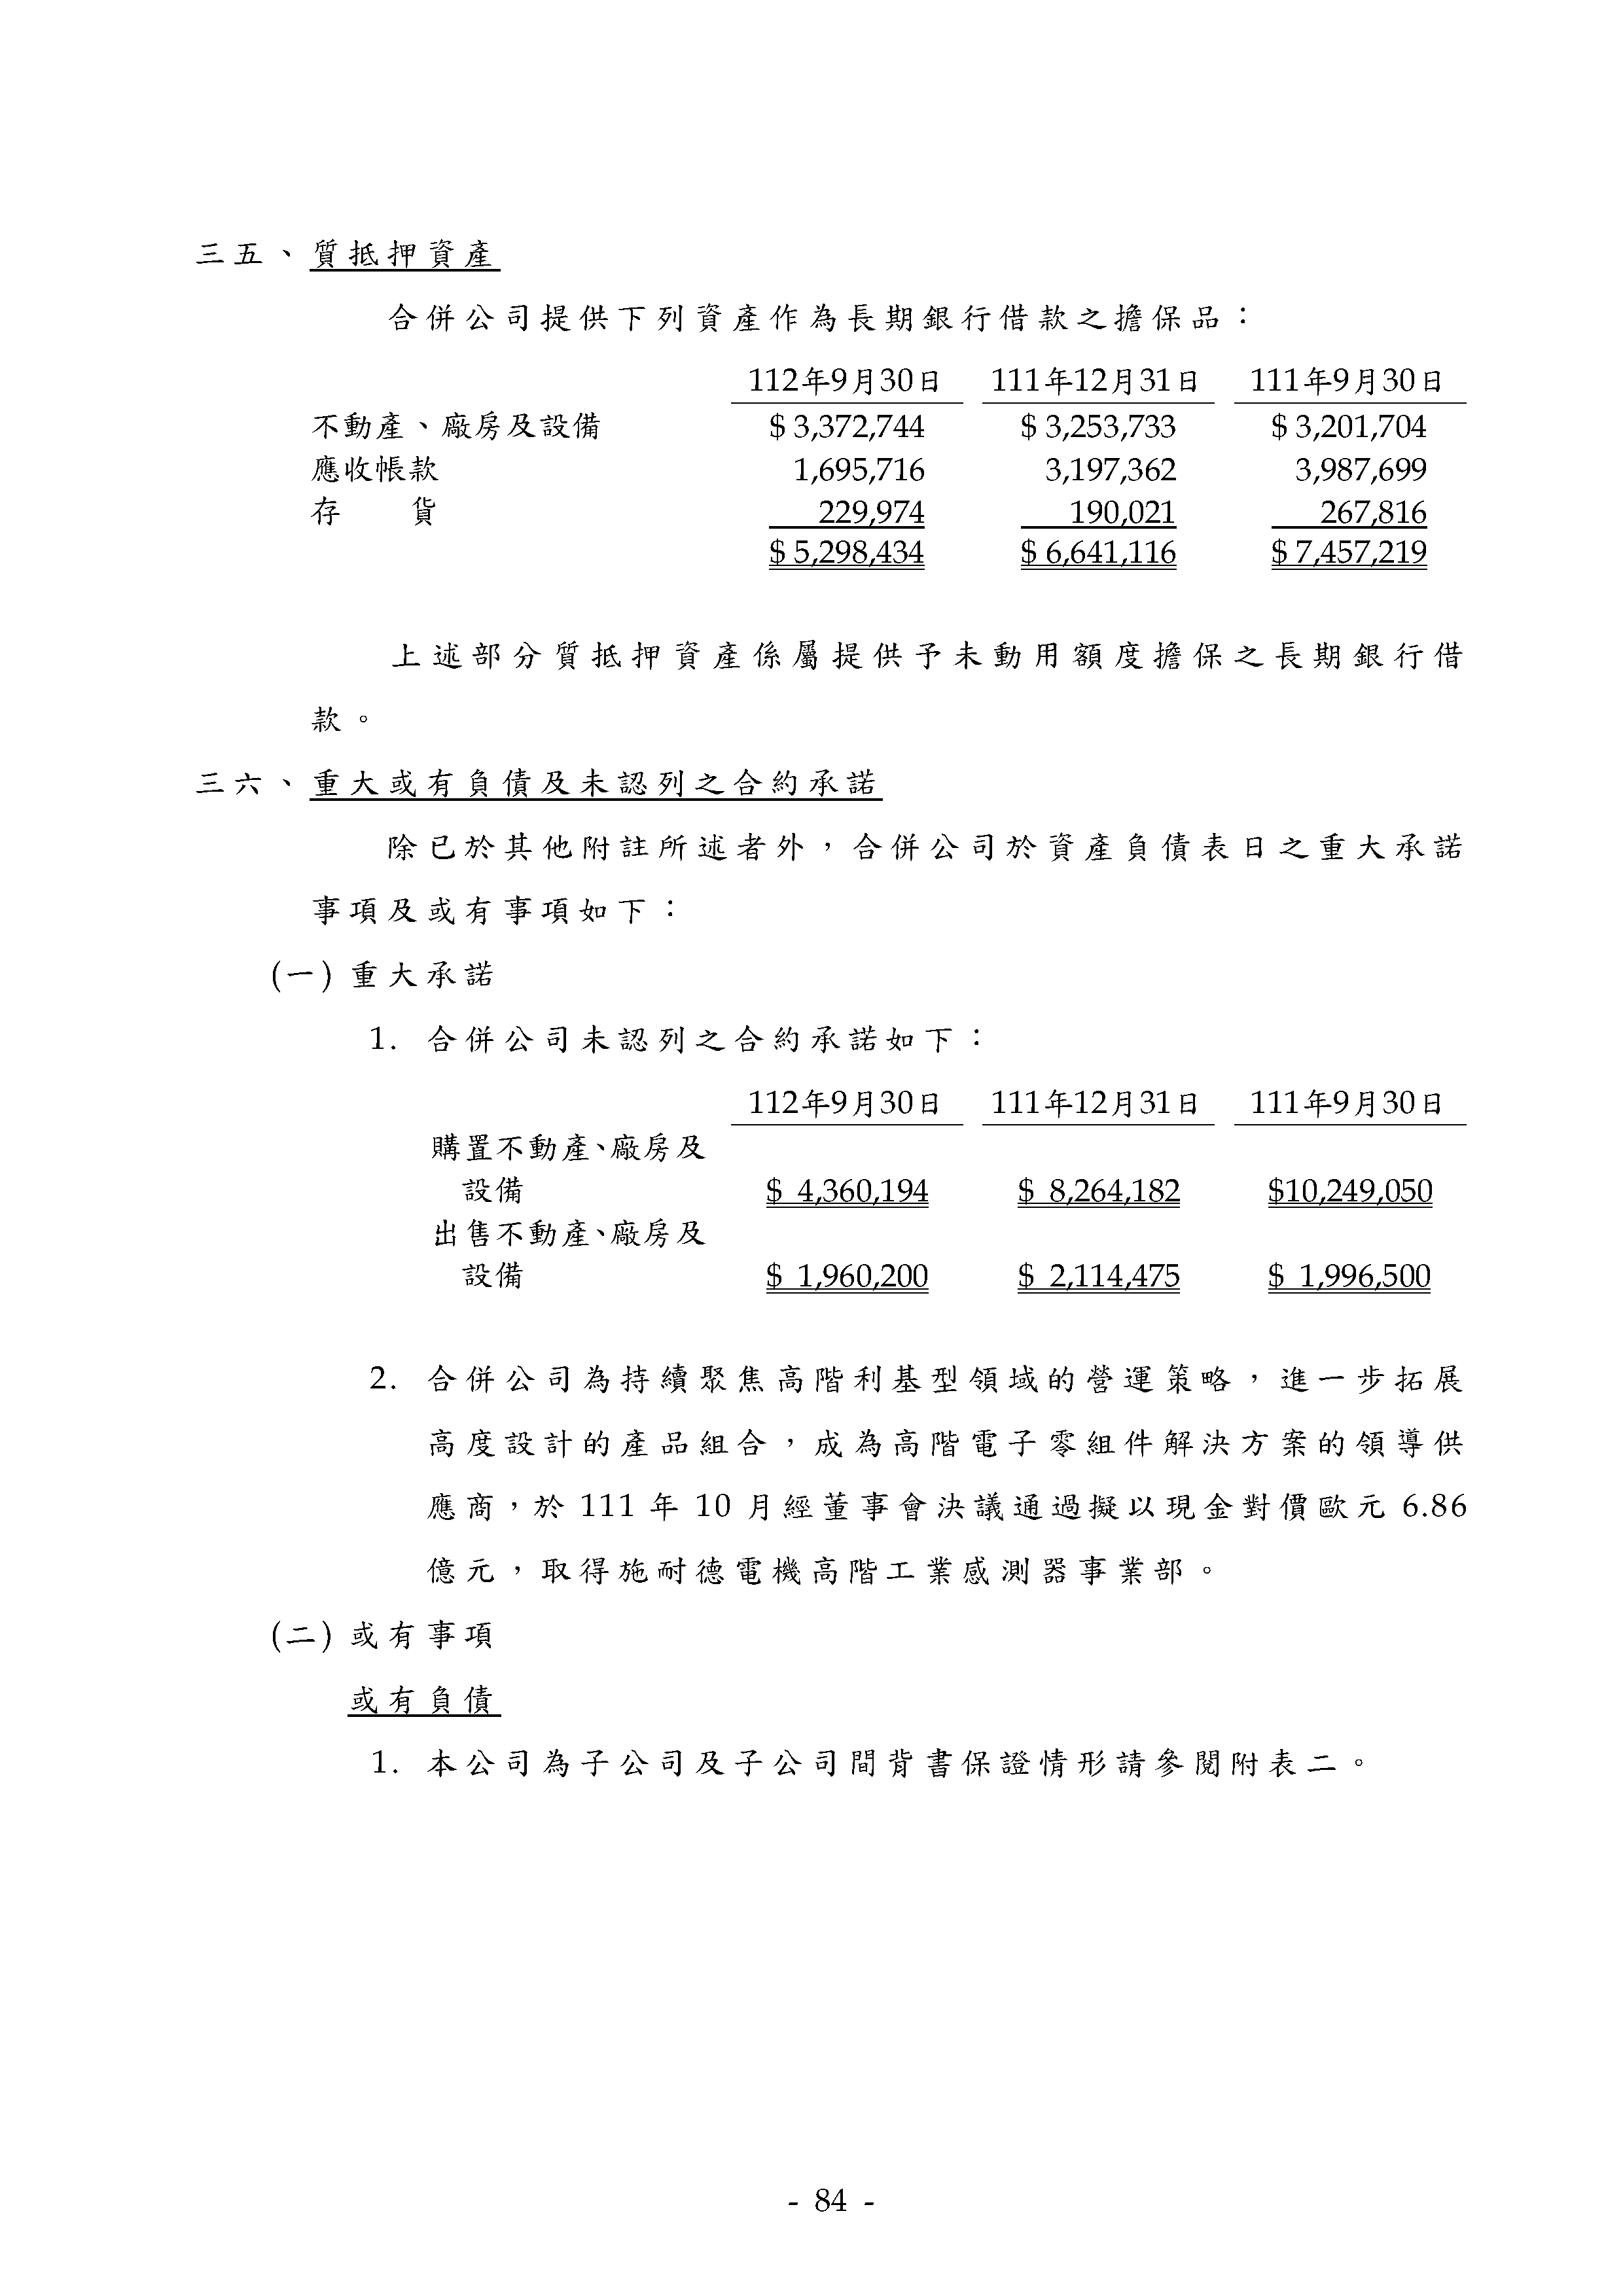 三五、質抵押資產
合併公司提供下列資產作為長期銀行借款之擔保品：
112年9月30日 111年12月31日 111年9月30日
不動產、廠房及設備 $ 3,372,744 $ 3,253,733 $ 3,201,704
應收帳款 1,695,716 3,197,362 3,987,699
存 貨 229,974 190,021 267,816
$ 5,298,434 $ 6,641,116 $ 7,457,219
上述部分質抵押資產係屬提供予未動用額度擔保之長期銀行借
款。
三六、重大或有負債及未認列之合約承諾
除已於其他附註所述者外，合併公司於資產負債表日之重大承諾
事項及或有事項如下：
(一) 重大承諾
1. 合併公司未認列之合約承諾如下：
112年9月30日 111年12月31日 111年9月30日
購置不動產、廠房及
設備 $ 4,360,194 $ 8,264,182 $10,249,050
出售不動產、廠房及
設備 $ 1,960,200 $ 2,114,475 $ 1,996,500
2. 合併公司為持續聚焦高階利基型領域的營運策略，進一步拓展
高度設計的產品組合，成為高階電子零組件解決方案的領導供
應商，於 111 年 10 月經董事會決議通過擬以現金對價歐元 6.86
億元，取得施耐德電機高階工業感測器事業部。
(二) 或有事項
或有負債
1. 本公司為子公司及子公司間背書保證情形請參閱附表二。
- 84 -